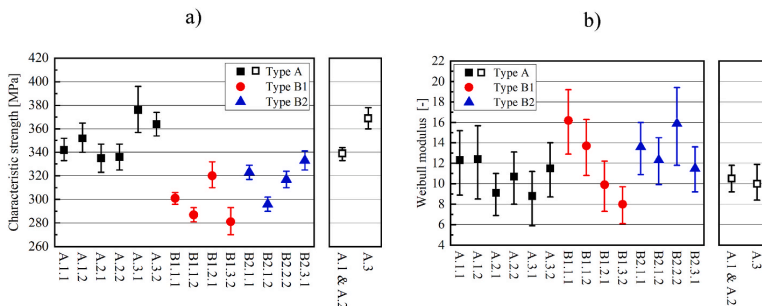 a)
Characteristic strength [MPa]
420
400
380
360
340
320
300
280
260
Type A
Type B1
Type B2
A.1.1
A.1.2
A.2.1
A.2.2
A.3.1
A.3.2
B1.1.1
B1.1.2
B1.2.1
B1.3.2
B2.1.1
B2.1.2
B2.2.2
B2.3.1
A.1 & A.2
A.3
b)
Weibull modulus [-]
22
20
18
16
14
12
10
8
6
4
Type A
Type B1
Type B2
A.1.1
A.1.2
A.2.1
A.2.2
A.3.1
A.3.2
B1.1.1
B1.1.2
B1.2.1
B1.3.2
B2.1.1
B2.1.2
B2.2.2
B2.3.1
A.1 & A.2
A.3